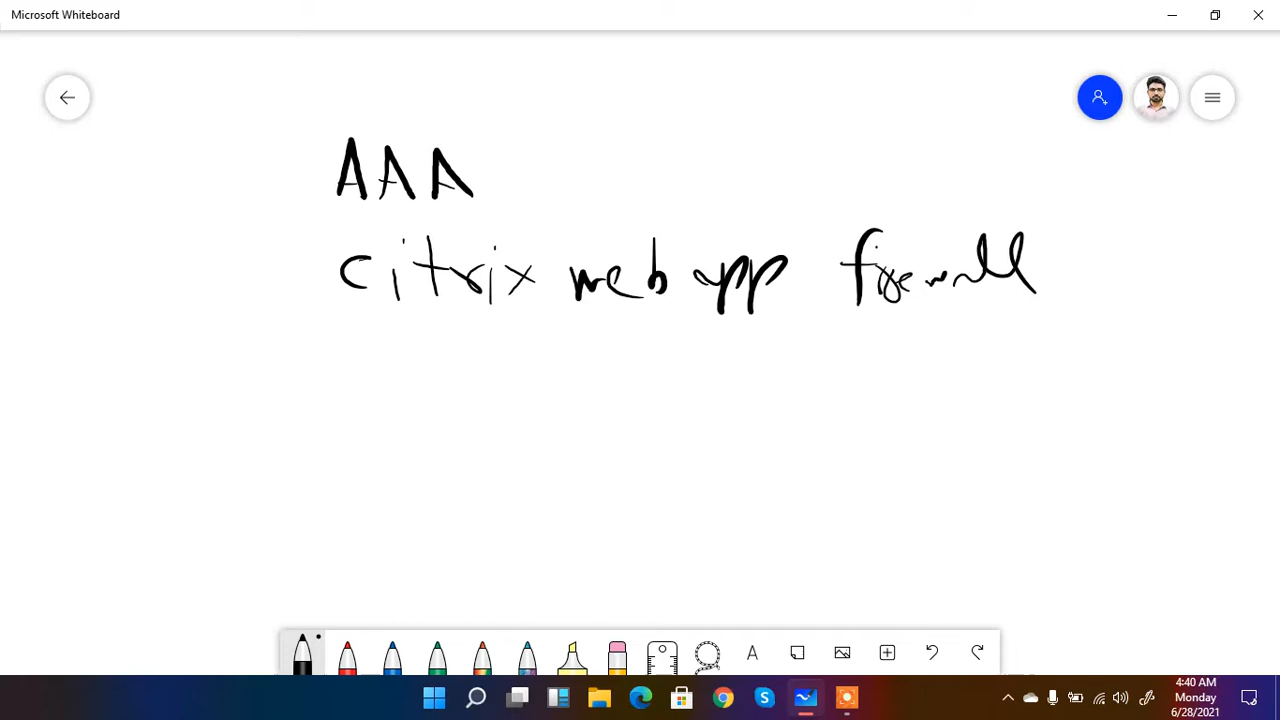 Microsoft Whiteboard
AAA
citrix web app firewall
A
4:40 AM
Monday
6/28/2021